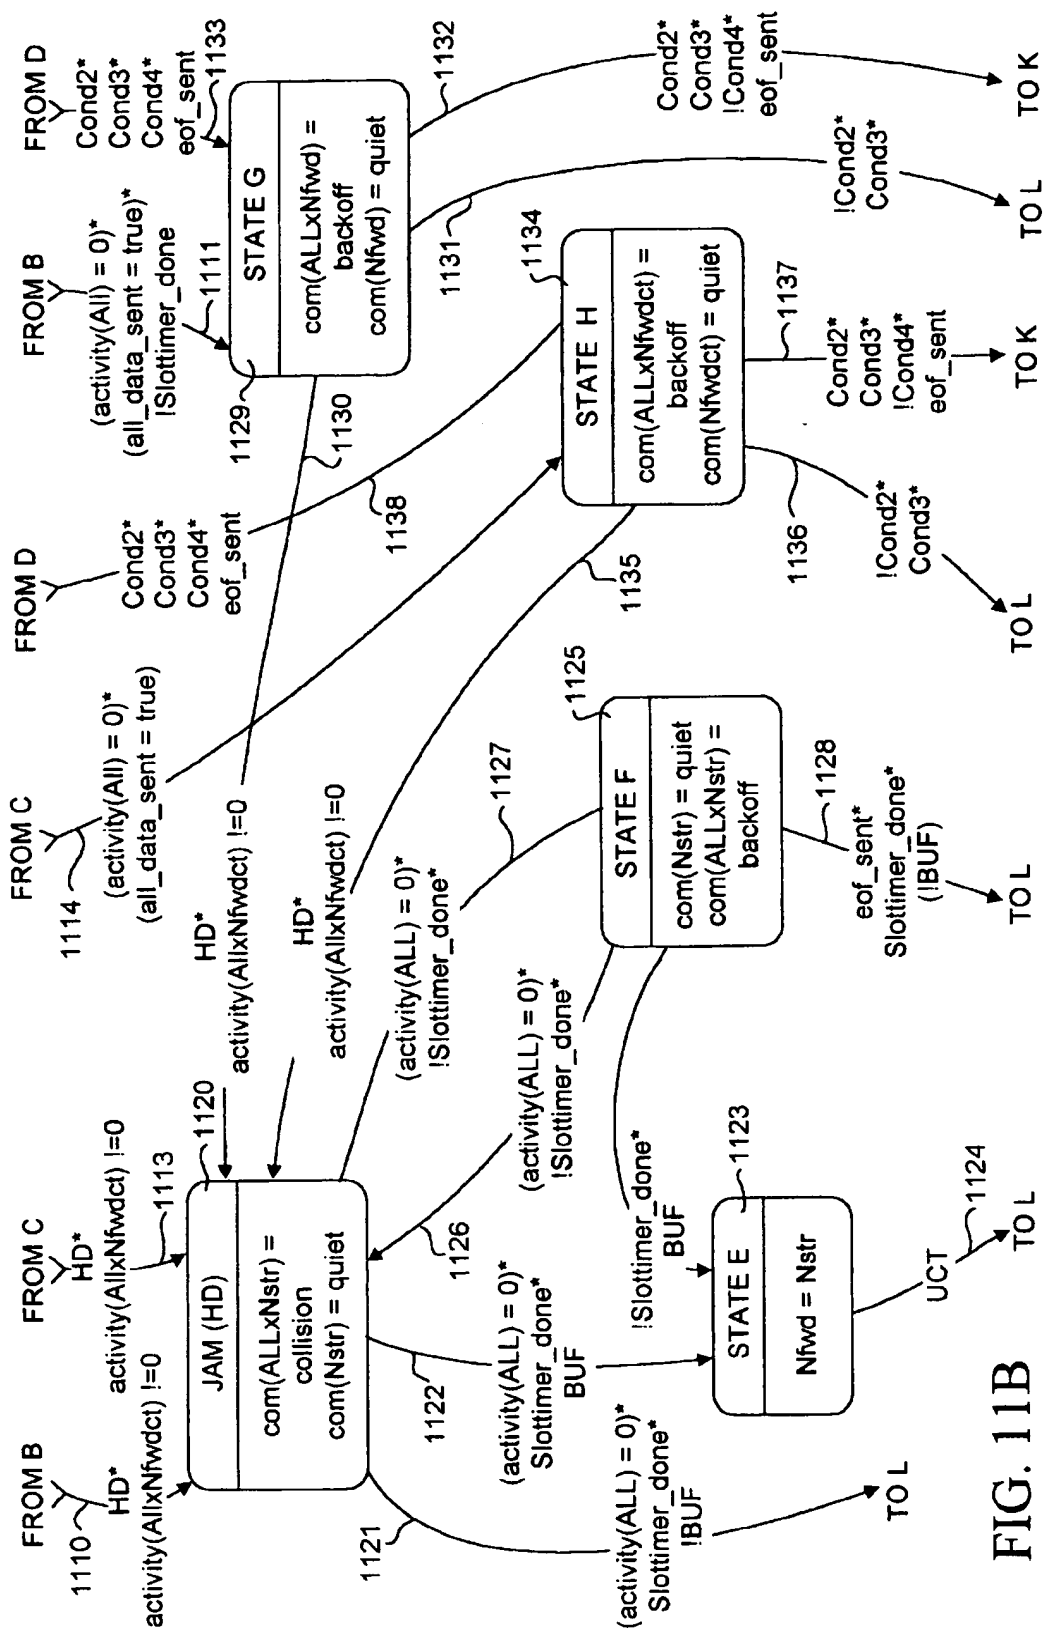 FROM B
1110
HD*
activity(AllxNfwdct) !=0
FROM C
HD*
activity(AllxNfwdct) !=0
1113
1120
JAM (HD)
com(ALLxNstr) =
collision
com(Nstr) = quiet
1121
(activity(ALL) = 0)*
Slottimer_done*
!BUF
TO L
1122
(activity(ALL) = 0)*
Slottimer_done*
BUF
1126
(activity(ALL) = 0)*
!Slottimer_done*
!Slottimer_done*
BUF
STATE E
1123
Nfwd = Nstr
UCT
1124
TO L
FROM C
1114
(activity(All) = 0)*
(all_data_sent = true)
HD*
activity(AllxNfwdct) !=0
HD*
activity(AllxNfwdct) !=0
(activity(ALL) = 0)*
!Slottimer_done*
1127
STATE F
1125
com(Nstr) = quiet
com(ALLxNstr) =
backoff
1128
eof_sent*
Slottimer_done*
(!BUF)
TO L
FROM D
Cond2*
Cond3*
Cond4*
eof_sent
1138
1130
1135
STATE H
1134
com(ALLxNfwdct) =
backoff
com(Nfwdct) = quiet
1136
!Cond2*
Cond3*
TO L
1137
Cond2*
Cond3*
!Cond4*
eof_sent
TO K
FROM B
(activity(All) = 0)*
(all_data_sent = true)*
!Slottimer_done
1111
1129
FROM D
Cond2*
Cond3*
Cond4*
eof_sent
1133
STATE G
com(ALLxNfwd) =
backoff
com(Nfwd) = quiet
1131
!Cond2*
Cond3*
TO L
1132
Cond2*
Cond3*
!Cond4*
eof_sent
TO K
FIG. 11B